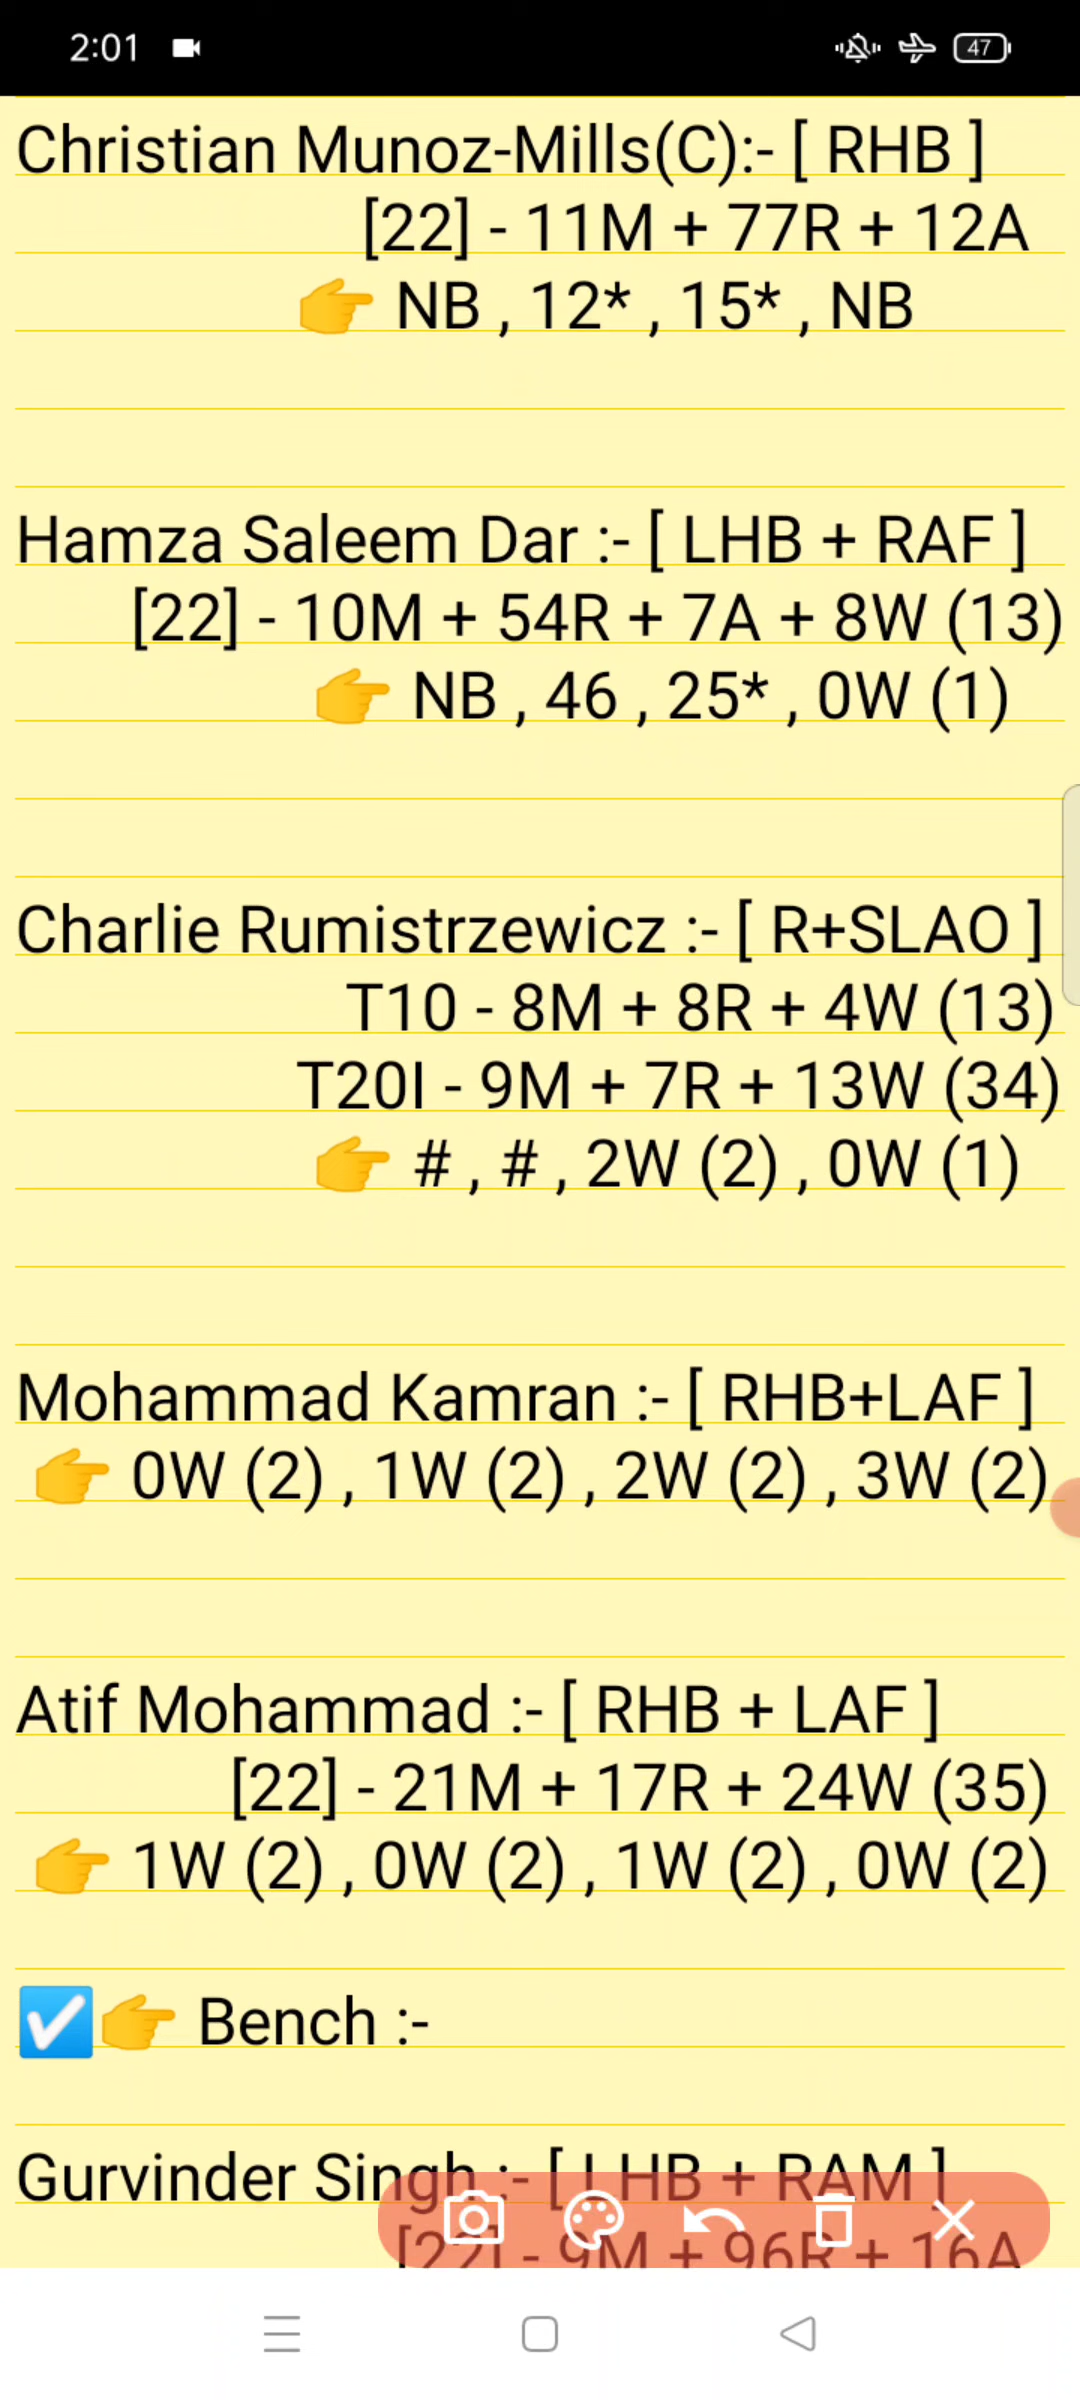 2:01
47
Christian Munoz-Mills(C):- [ RHB ]
[22] - 11M + 77R + 12A
👉 NB , 12* , 15* , NB
Hamza Saleem Dar :- [ LHB + RAF ]
[22] - 10M + 54R + 7A + 8W (13)
👉 NB , 46 , 25* , 0W (1)
Charlie Rumistrzewicz :- [ R+SLAO ]
T10 - 8M + 8R + 4W (13)
T20I - 9M + 7R + 13W (34)
👉 # , # , 2W (2) , 0W (1)
Mohammad Kamran :- [ RHB+LAF ]
👉 0W (2) , 1W (2) , 2W (2) , 3W (2)
Atif Mohammad :- [ RHB + LAF ]
[22] - 21M + 17R + 24W (35)
👉 1W (2) , 0W (2) , 1W (2) , 0W (2)
☑👉 Bench :-
Gurvinder Singh :- [ LHB + RAM ]
[22] - 9M + 96R + 16A